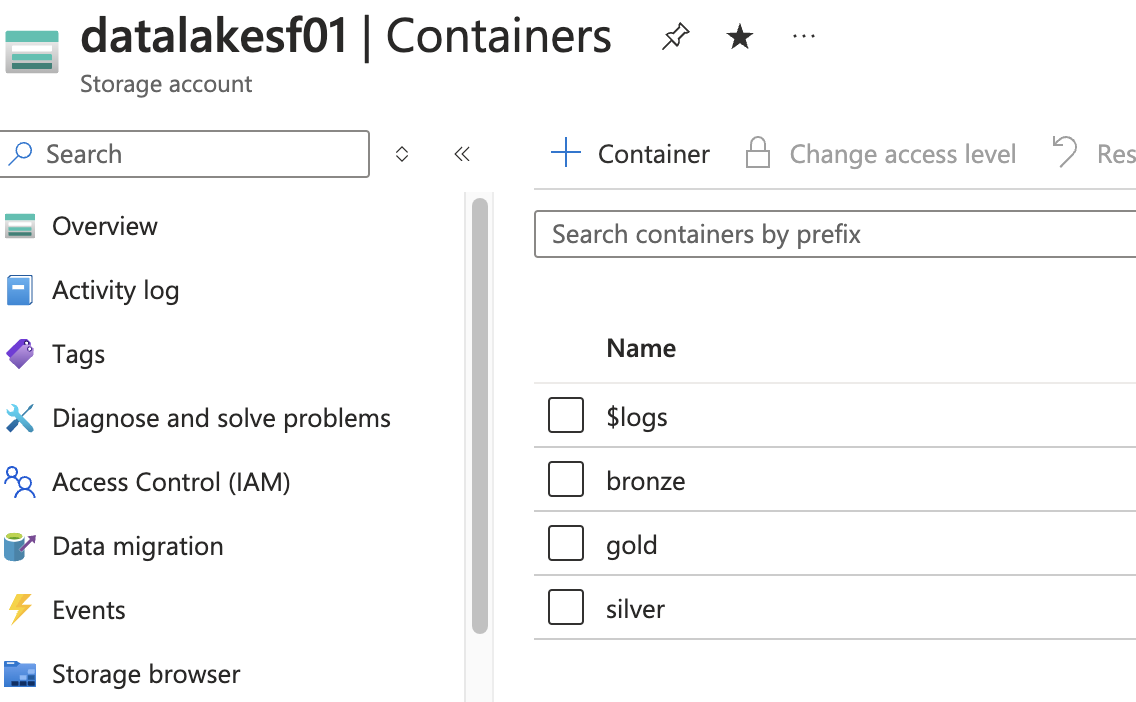 datalakesf01 | Containers
Storage account
Search
Overview
Activity log
Tags
Diagnose and solve problems
Access Control (IAM)
Data migration
Events
Storage browser
Container
Change access level
Res
Search containers by prefix
Name
$logs
bronze
gold
silver